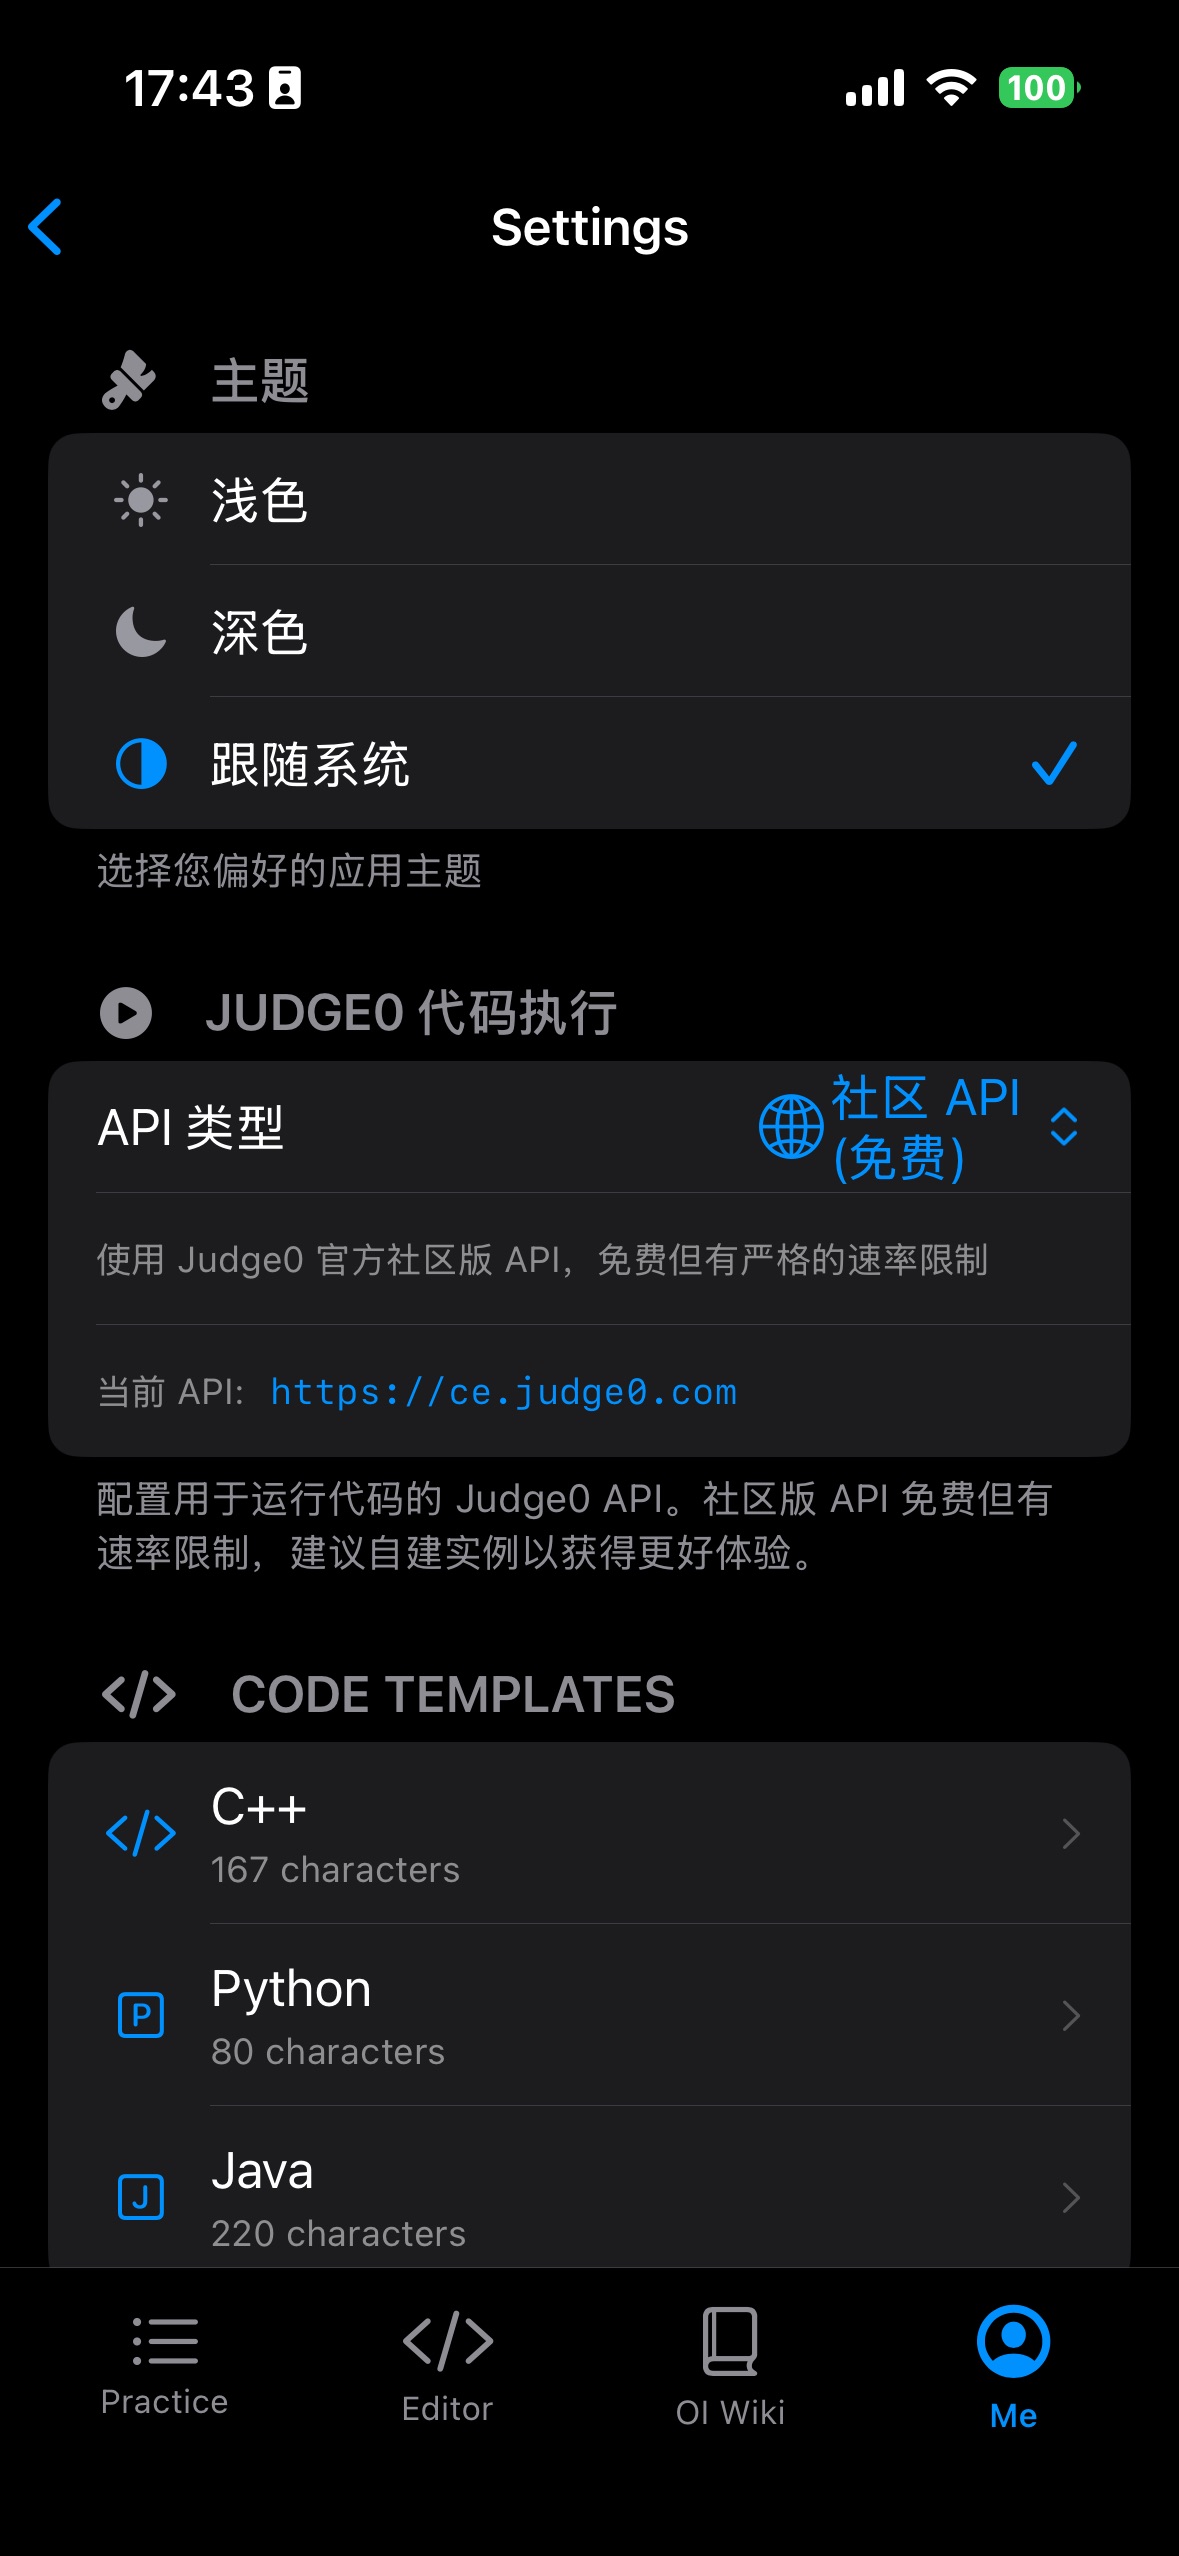 17:43
100
Settings
主题
浅色
深色
跟随系统
选择您偏好的应用主题
JUDGE0 代码执行
API 类型
社区 API
(免费)
使用 Judge0 官方社区版 API，免费但有严格的速率限制
当前 API: https://ce.judge0.com
配置用于运行代码的 Judge0 API。社区版 API 免费但有
速率限制，建议自建实例以获得更好体验。
</> CODE TEMPLATES
</> C++
167 characters
P Python
80 characters
J Java
220 characters
Practice
Editor
OI Wiki
Me